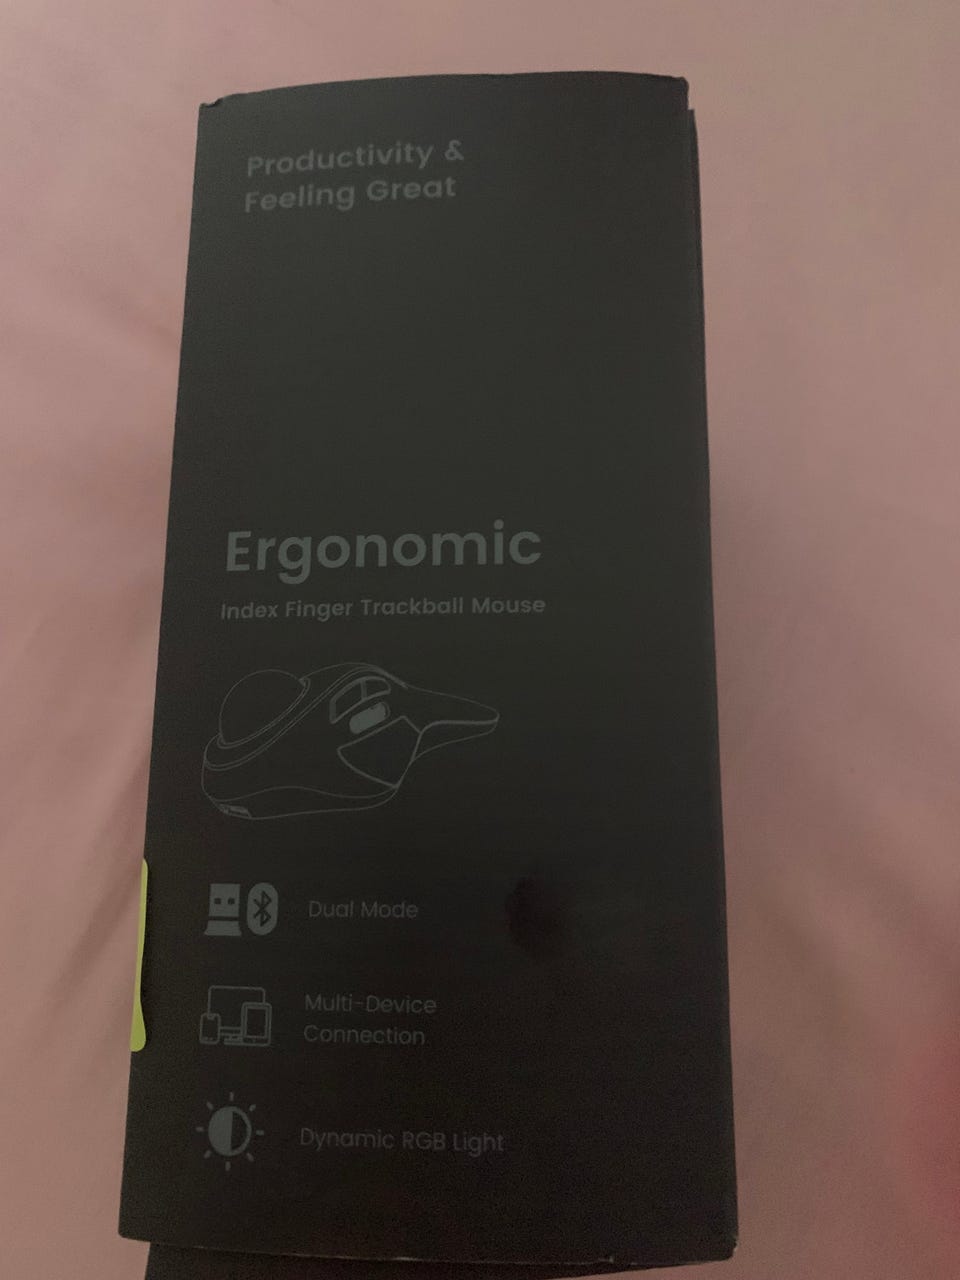 Productivity &
Feeling Great
Ergonomic
Index Finger Trackball Mouse
Dual Mode
Multi-Device
Connection
Dynamic RGB Light